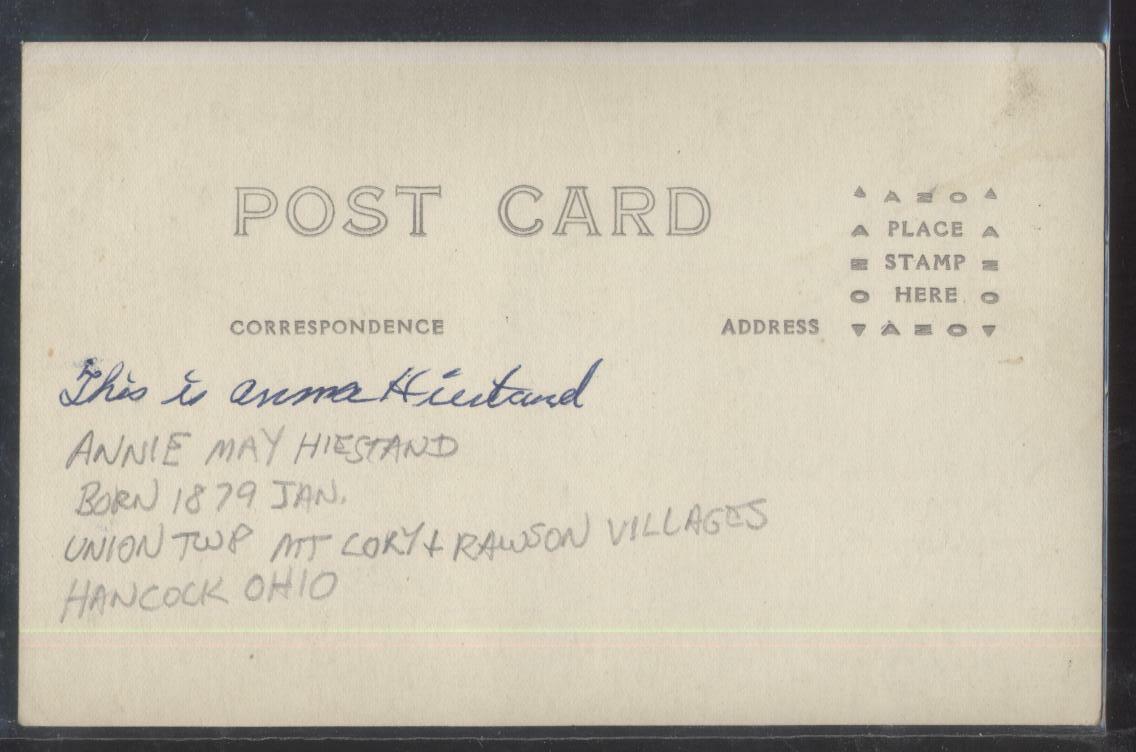 POST CARD
▲ AZO ▲
A PLACE A
Z STAMP Z
O HERE O
CORRESPONDENCE
ADDRESS
▼ AZO ▼
This is anna Hiestand
ANNIE MAY HIESTAND
BORN 1879 JAN.
UNION TWP MT CORY + RAWSON VILLAGES
HANCOCK OHIO